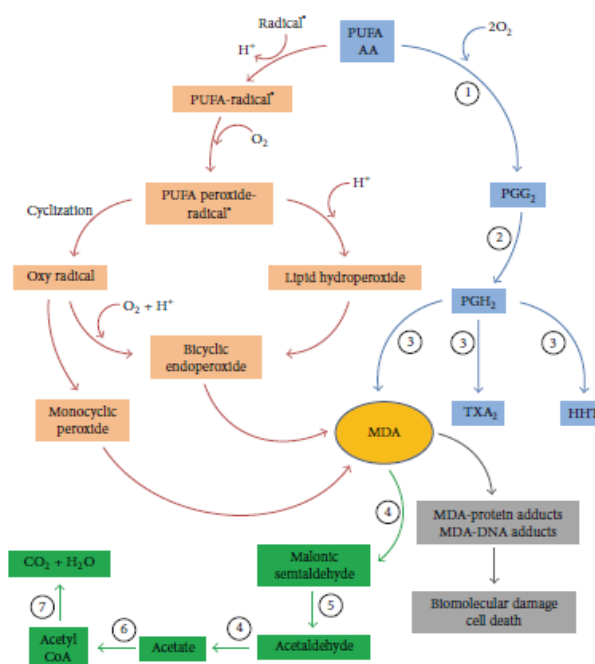 Radical•
H⁺
PUFA
AA
2O₂
PUFA-radical•
1
O₂
PUFA peroxide-
radical•
H⁺
Cyclization
PGG₂
2
Oxy radical
Lipid hydroperoxide
O₂ + H⁺
PGH₂
Bicyclic
endoperoxide
3
3
3
Monocyclic
peroxide
MDA
TXA₂
HHT
4
MDA-protein adducts
MDA-DNA adducts
CO₂ + H₂O
Malonic
semialdehyde
7
5
Biomolecular damage
cell death
Acetyl
CoA
6
Acetate
4
Acetaldehyde